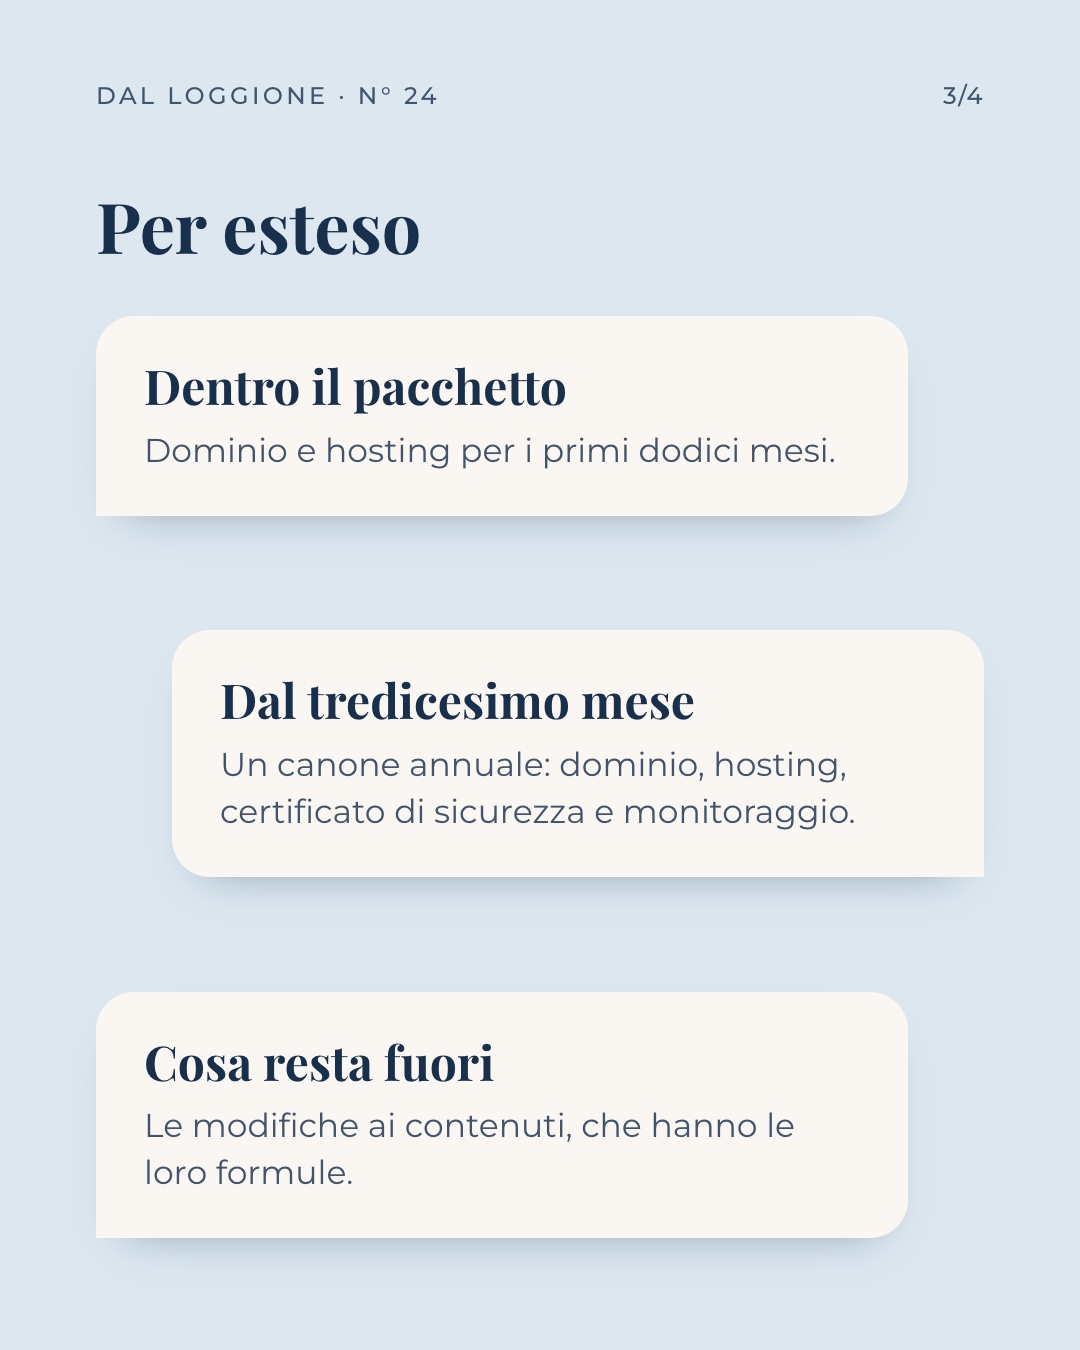 DAL LOGGIONE · N° 24
3/4
Per esteso
Dentro il pacchetto
Dominio e hosting per i primi dodici mesi.
Dal tredicesimo mese
Un canone annuale: dominio, hosting,
certificato di sicurezza e monitoraggio.
Cosa resta fuori
Le modifiche ai contenuti, che hanno le
loro formule.